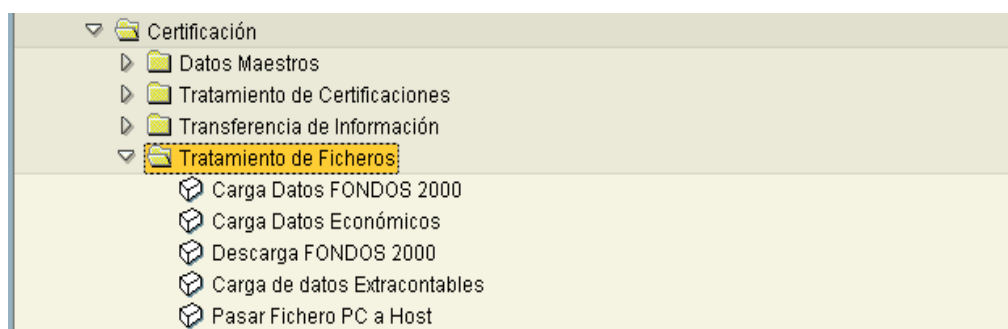 Certificación
Datos Maestros
Tratamiento de Certificaciones
Transferencia de Información
Tratamiento de Ficheros
Carga Datos FONDOS 2000
Carga Datos Económicos
Descarga FONDOS 2000
Carga de datos Extracontables
Pasar Fichero PC a Host